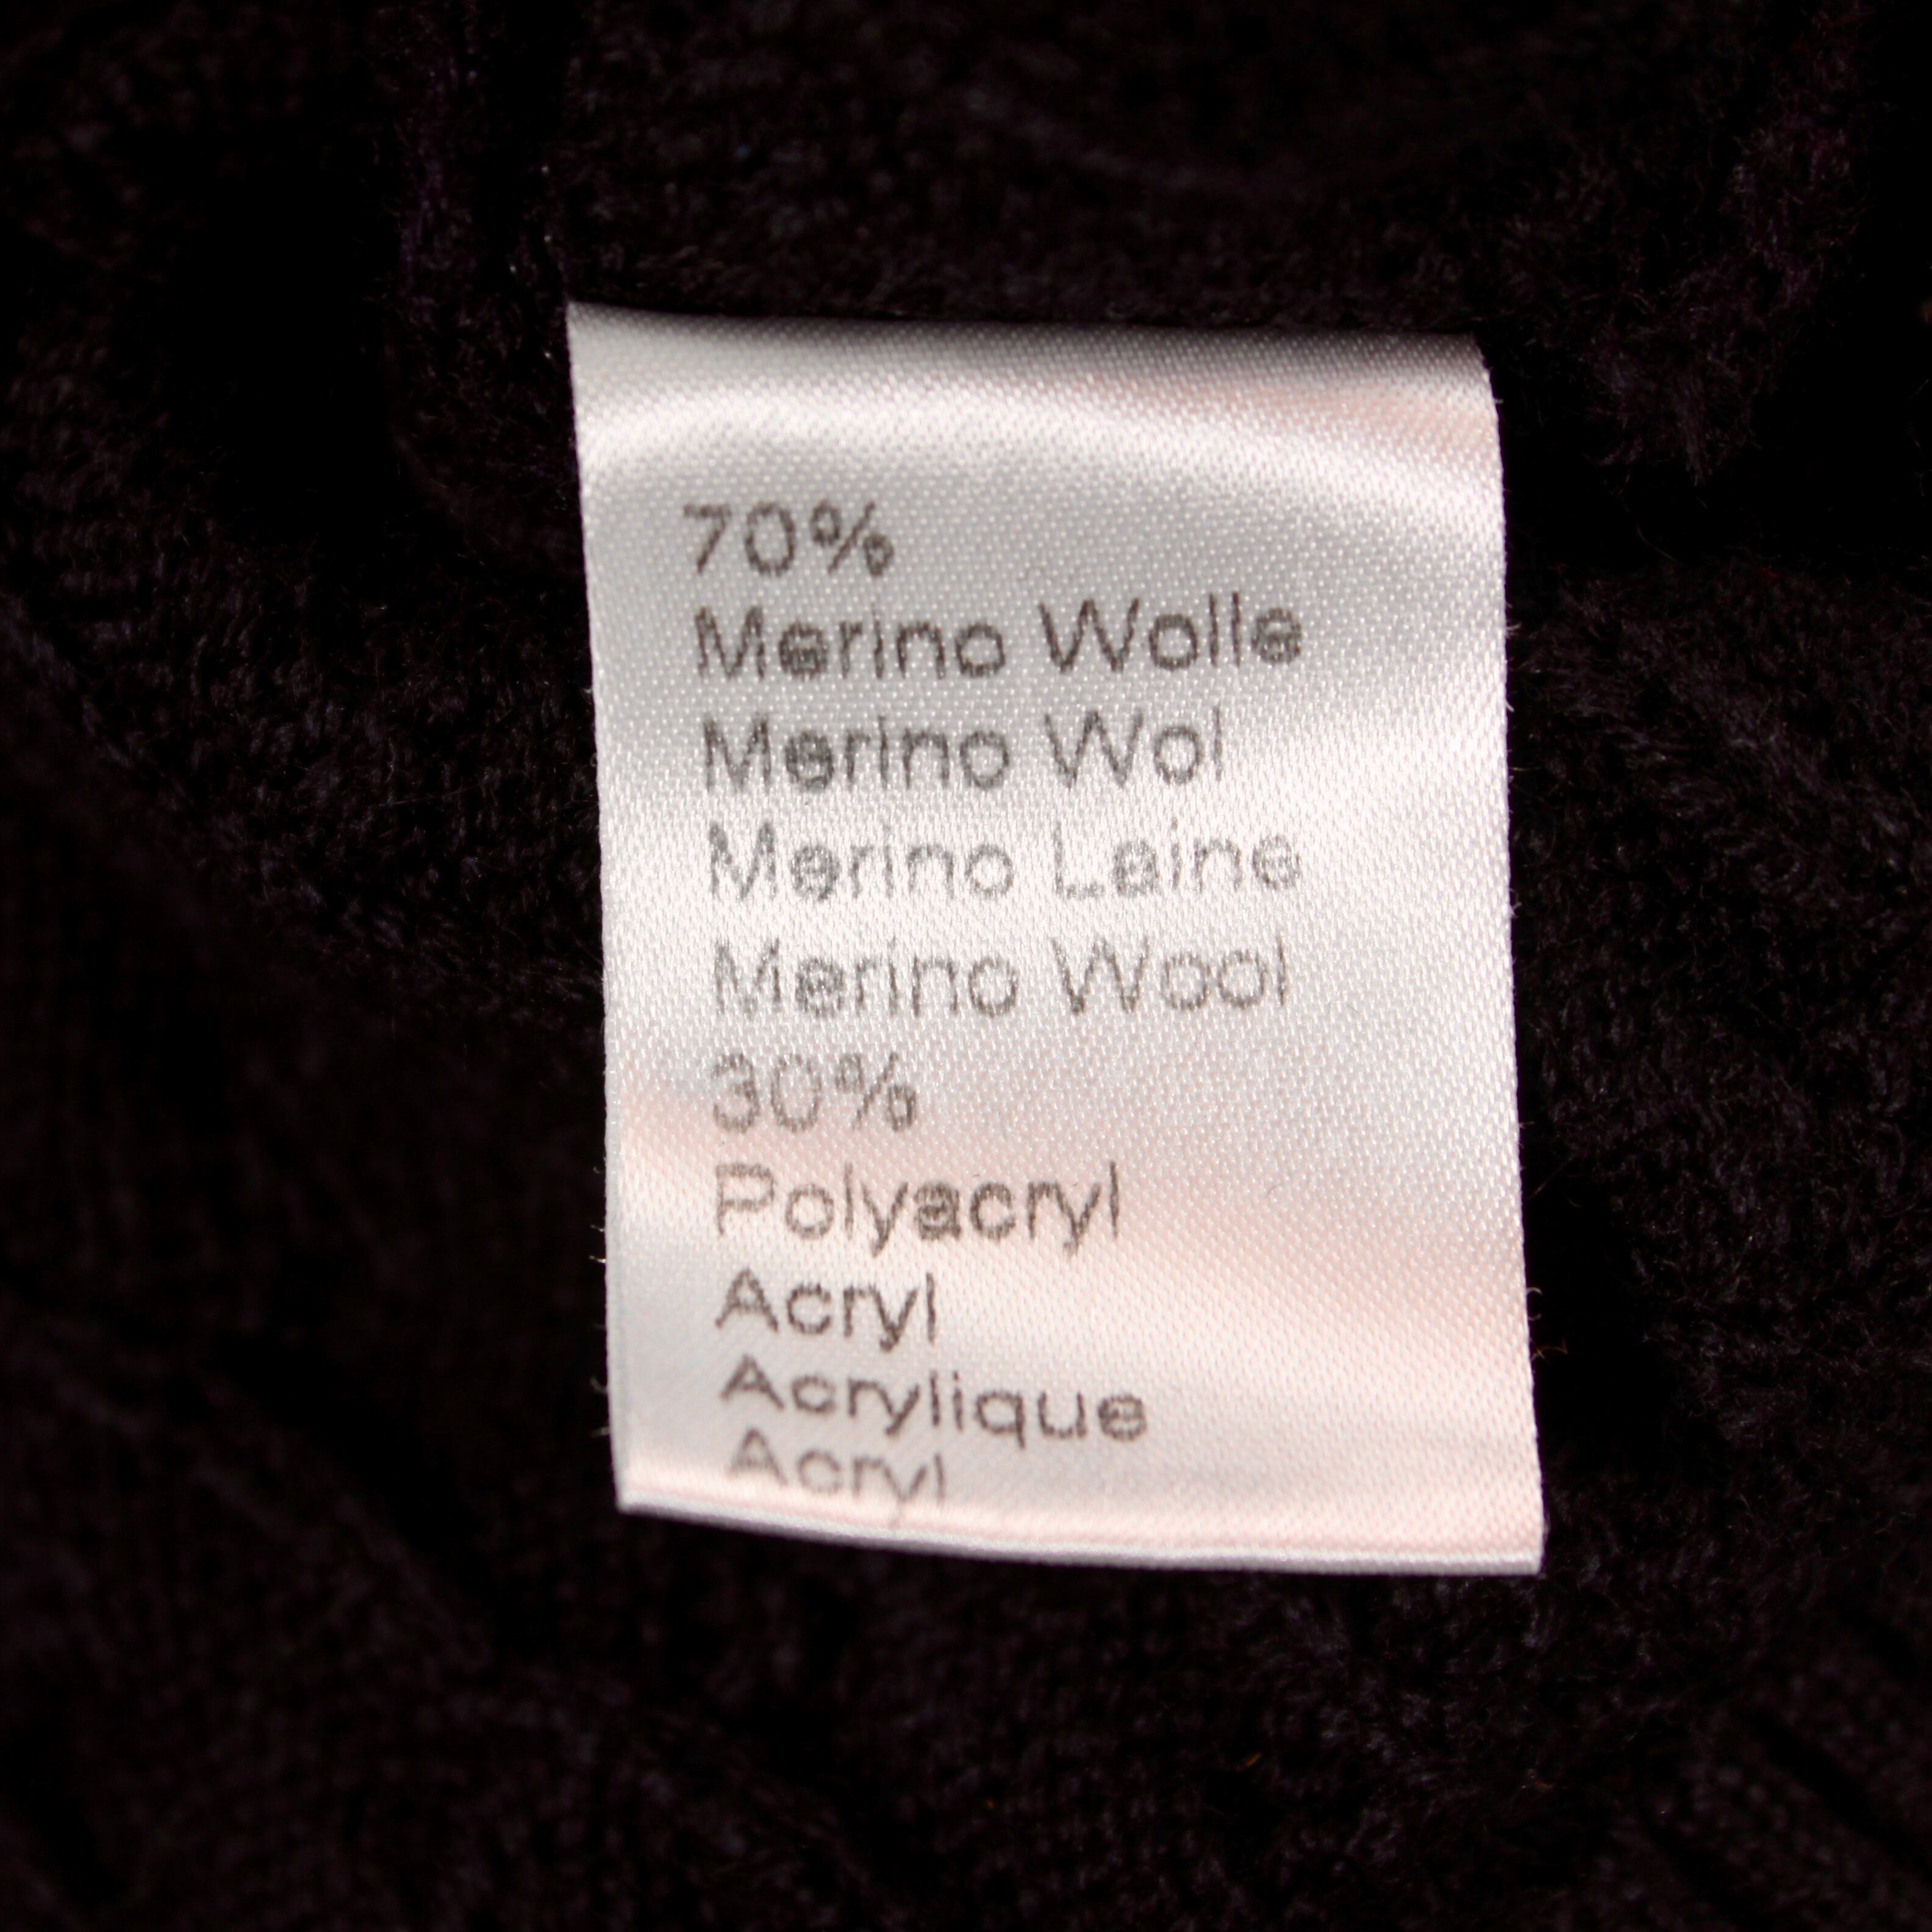 70%
Merino Wolle
Merino Wol
Merino Laine
Merino Wool
30%
Polyacryl
Acryl
Acrylique
Acryl